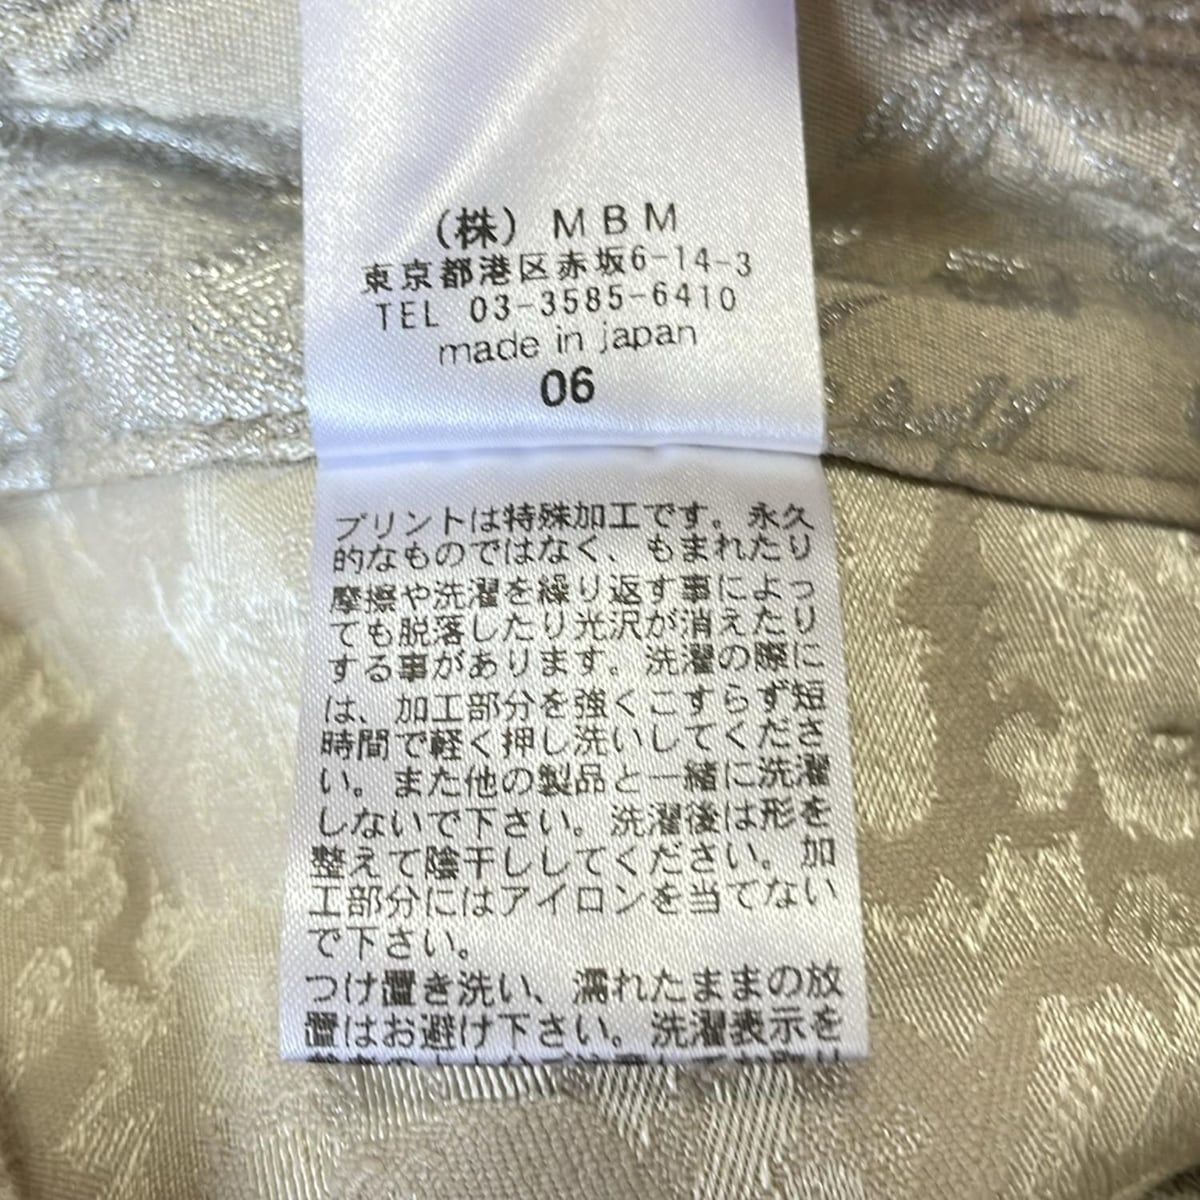 (株) MBM
東京都港区赤坂6-14-3
TEL 03-3585-6410
made in japan
06
プリントは特殊加工です。永久
的なものではなく、もまれたり
摩擦や洗濯を繰り返す事によっ
ても脱落したり光沢が消えたり
する事があります。洗濯の際に
は、加工部分を強くこすらず短
時間で軽く押し洗いしてくださ
い。また他の製品と一緒に洗濯
しないで下さい。洗濯後は形を
整えて陰干ししてください。加
工部分にはアイロンを当てない
で下さい。
つけ置き洗い、濡れたままの放
置はお避け下さい。洗濯表示を